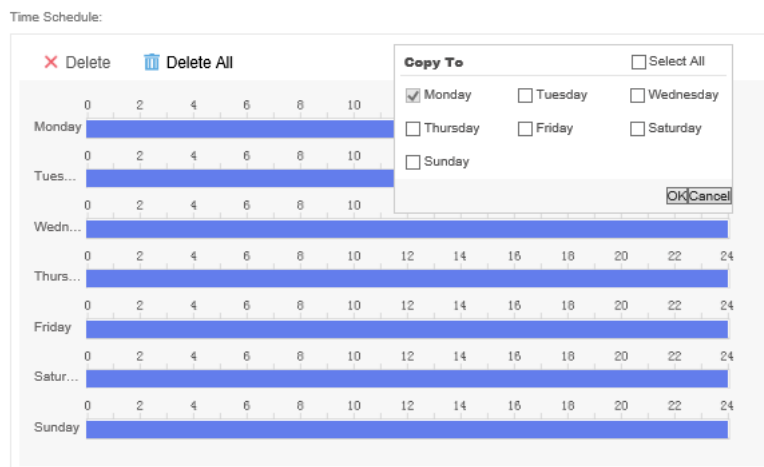 Time Schedule:
Delete Delete All
Copy To Select All
Monday Tuesday Wednesday
Thursday Friday Saturday
Sunday
OK Cancel
0 2 4 6 8 10
Monday
0 2 4 6 8 10
Tues...
0 2 4 6 8 10
Wedn...
0 2 4 6 8 10 12 14 16 18 20 22 24
Thurs...
0 2 4 6 8 10 12 14 16 18 20 22 24
Friday
0 2 4 6 8 10 12 14 16 18 20 22 24
Satur...
0 2 4 6 8 10 12 14 16 18 20 22 24
Sunday